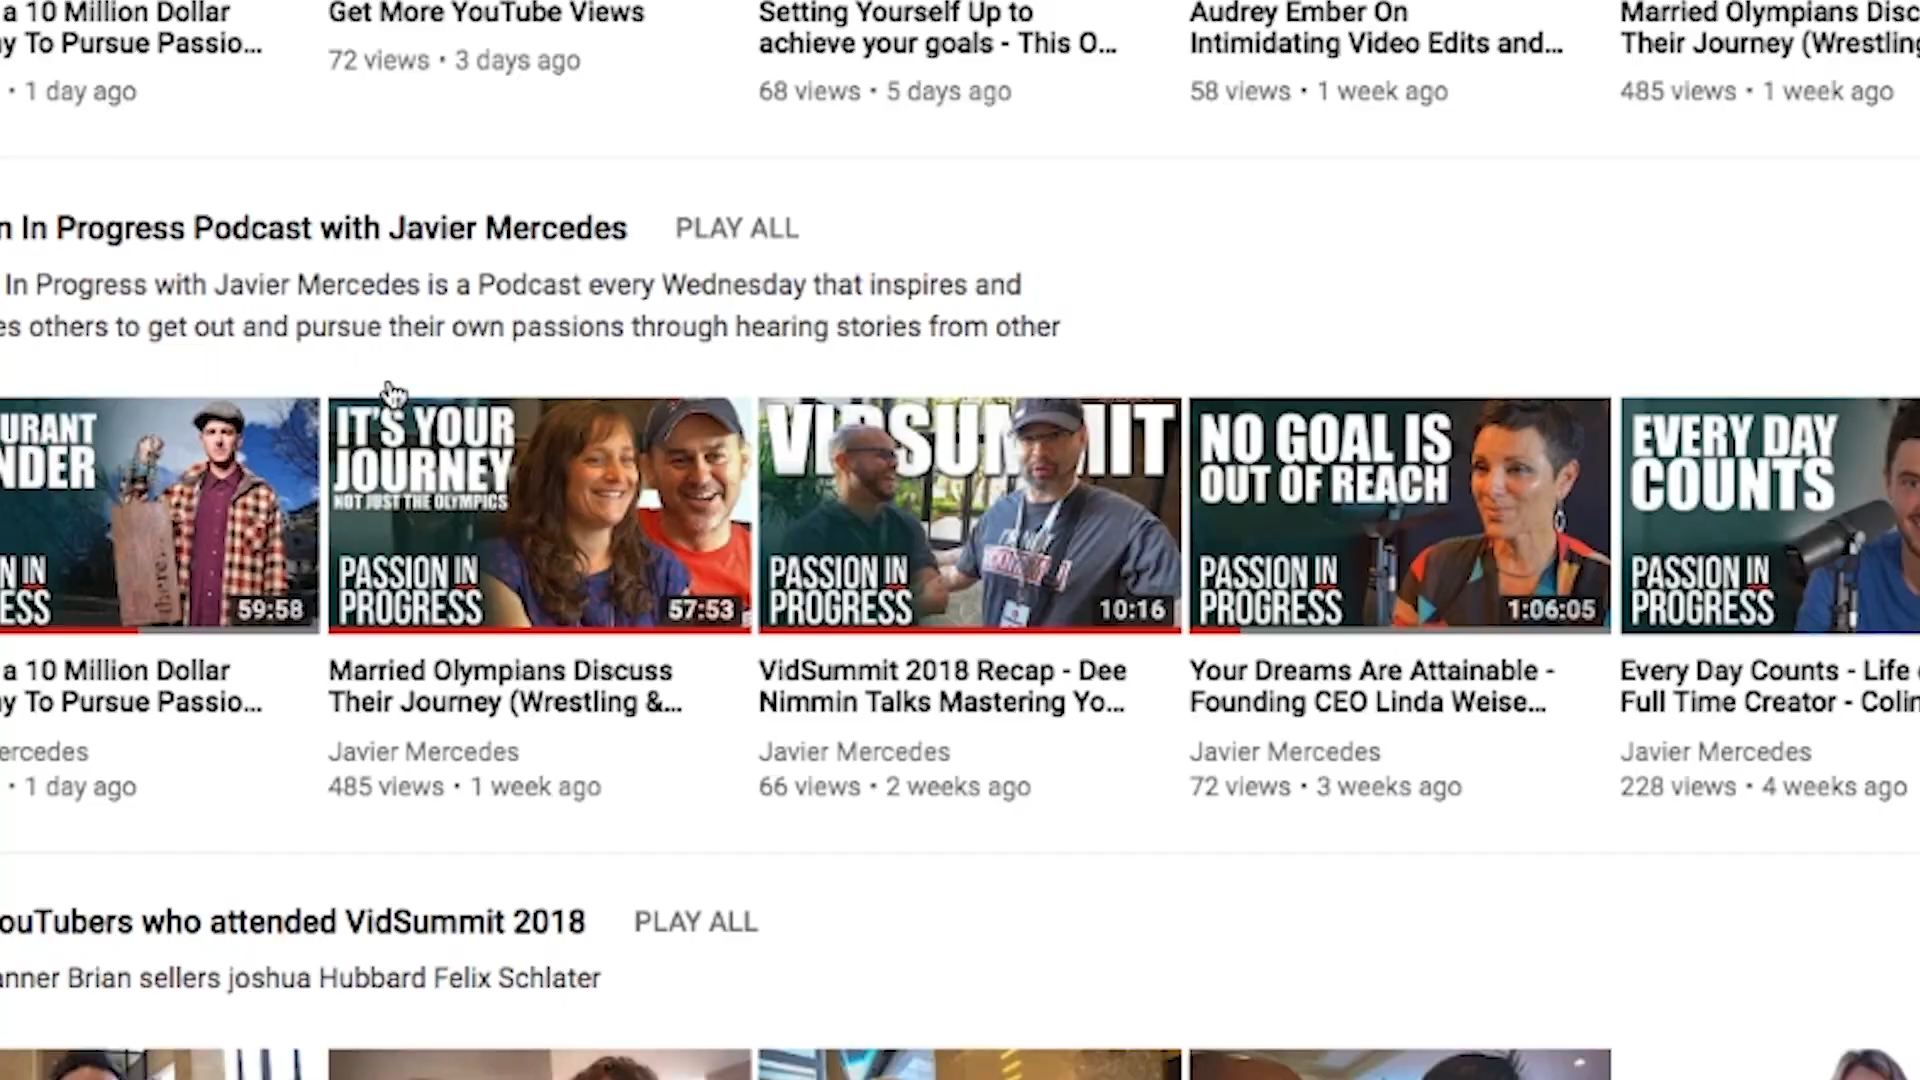 a 10 Million Dollar
y To Pursue Passio...
· 1 day ago
Get More YouTube Views
72 views · 3 days ago
Setting Yourself Up to
achieve your goals - This O...
68 views · 5 days ago
Audrey Ember On
Intimidating Video Edits and...
58 views · 1 week ago
Married Olympians Disc
Their Journey (Wrestling
485 views · 1 week ago
n In Progress Podcast with Javier Mercedes PLAY ALL
In Progress with Javier Mercedes is a Podcast every Wednesday that inspires and
es others to get out and pursue their own passions through hearing stories from other
URANT
NDER
N IN
ESS
59:58
IT'S YOUR
JOURNEY
NOT JUST THE OLYMPICS
PASSION IN
PROGRESS
57:53
VIDSUMMIT
PASSION IN
PROGRESS
10:16
NO GOAL IS
OUT OF REACH
PASSION IN
PROGRESS
1:06:05
EVERY DAY
COUNTS
PASSION IN
PROGRESS
a 10 Million Dollar
y To Pursue Passio...
ercedes
· 1 day ago
Married Olympians Discuss
Their Journey (Wrestling &...
Javier Mercedes
485 views · 1 week ago
VidSummit 2018 Recap - Dee
Nimmin Talks Mastering Yo...
Javier Mercedes
66 views · 2 weeks ago
Your Dreams Are Attainable -
Founding CEO Linda Weise...
Javier Mercedes
72 views · 3 weeks ago
Every Day Counts - Life
Full Time Creator - Colin
Javier Mercedes
228 views · 4 weeks ago
ouTubers who attended VidSummit 2018 PLAY ALL
anner Brian sellers joshua Hubbard Felix Schlater